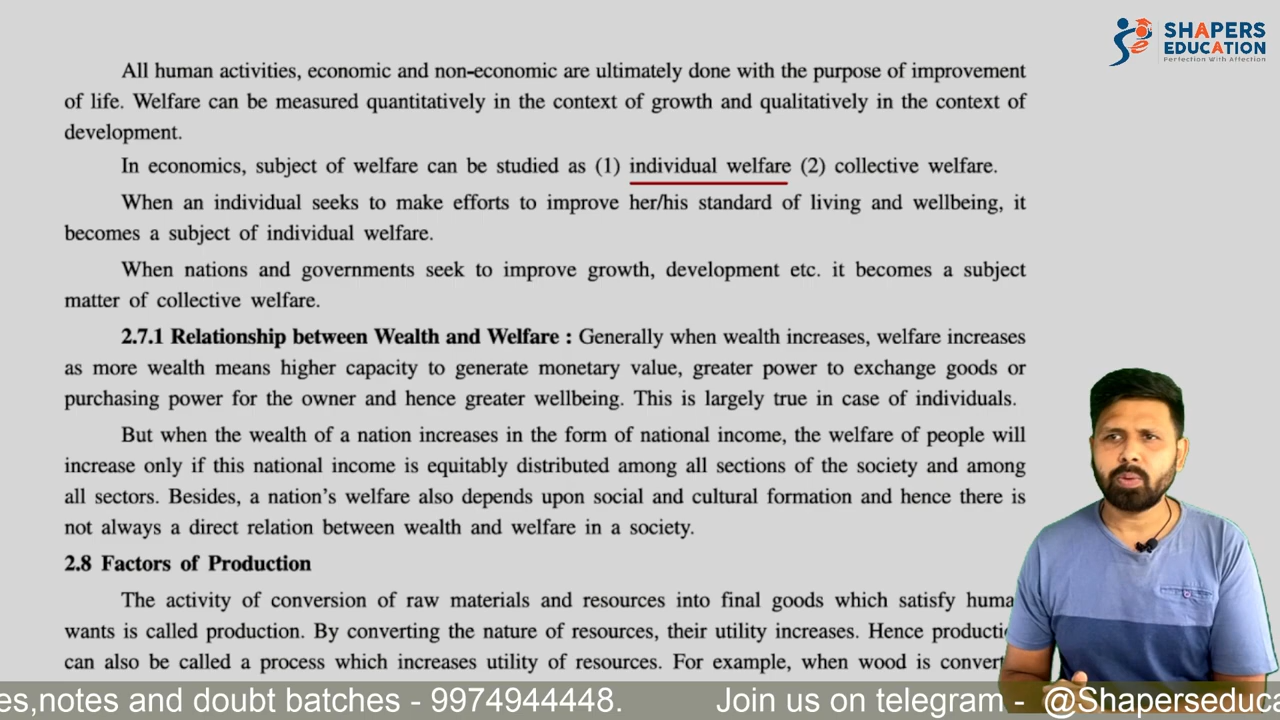 SHAPERS
EDUCATION
Perfection With Affection
All human activities, economic and non-economic are ultimately done with the purpose of improvement
of life. Welfare can be measured quantitatively in the context of growth and qualitatively in the context of
development.
In economics, subject of welfare can be studied as (1) individual welfare (2) collective welfare.
When an individual seeks to make efforts to improve her/his standard of living and wellbeing, it
becomes a subject of individual welfare.
When nations and governments seek to improve growth, development etc. it becomes a subject
matter of collective welfare.
2.7.1 Relationship between Wealth and Welfare : Generally when wealth increases, welfare increases
as more wealth means higher capacity to generate monetary value, greater power to exchange goods or
purchasing power for the owner and hence greater wellbeing. This is largely true in case of individuals.
But when the wealth of a nation increases in the form of national income, the welfare of people will
increase only if this national income is equitably distributed among all sections of the society and among
all sectors. Besides, a nation's welfare also depends upon social and cultural formation and hence there is
not always a direct relation between wealth and welfare in a society.
2.8 Factors of Production
The activity of conversion of raw materials and resources into final goods which satisfy huma
wants is called production. By converting the nature of resources, their utility increases. Hence producti
can also be called a process which increases utility of resources. For example, when wood is convert
es,notes and doubt batches - 9974944448. Join us on telegram - @Shaperseduca